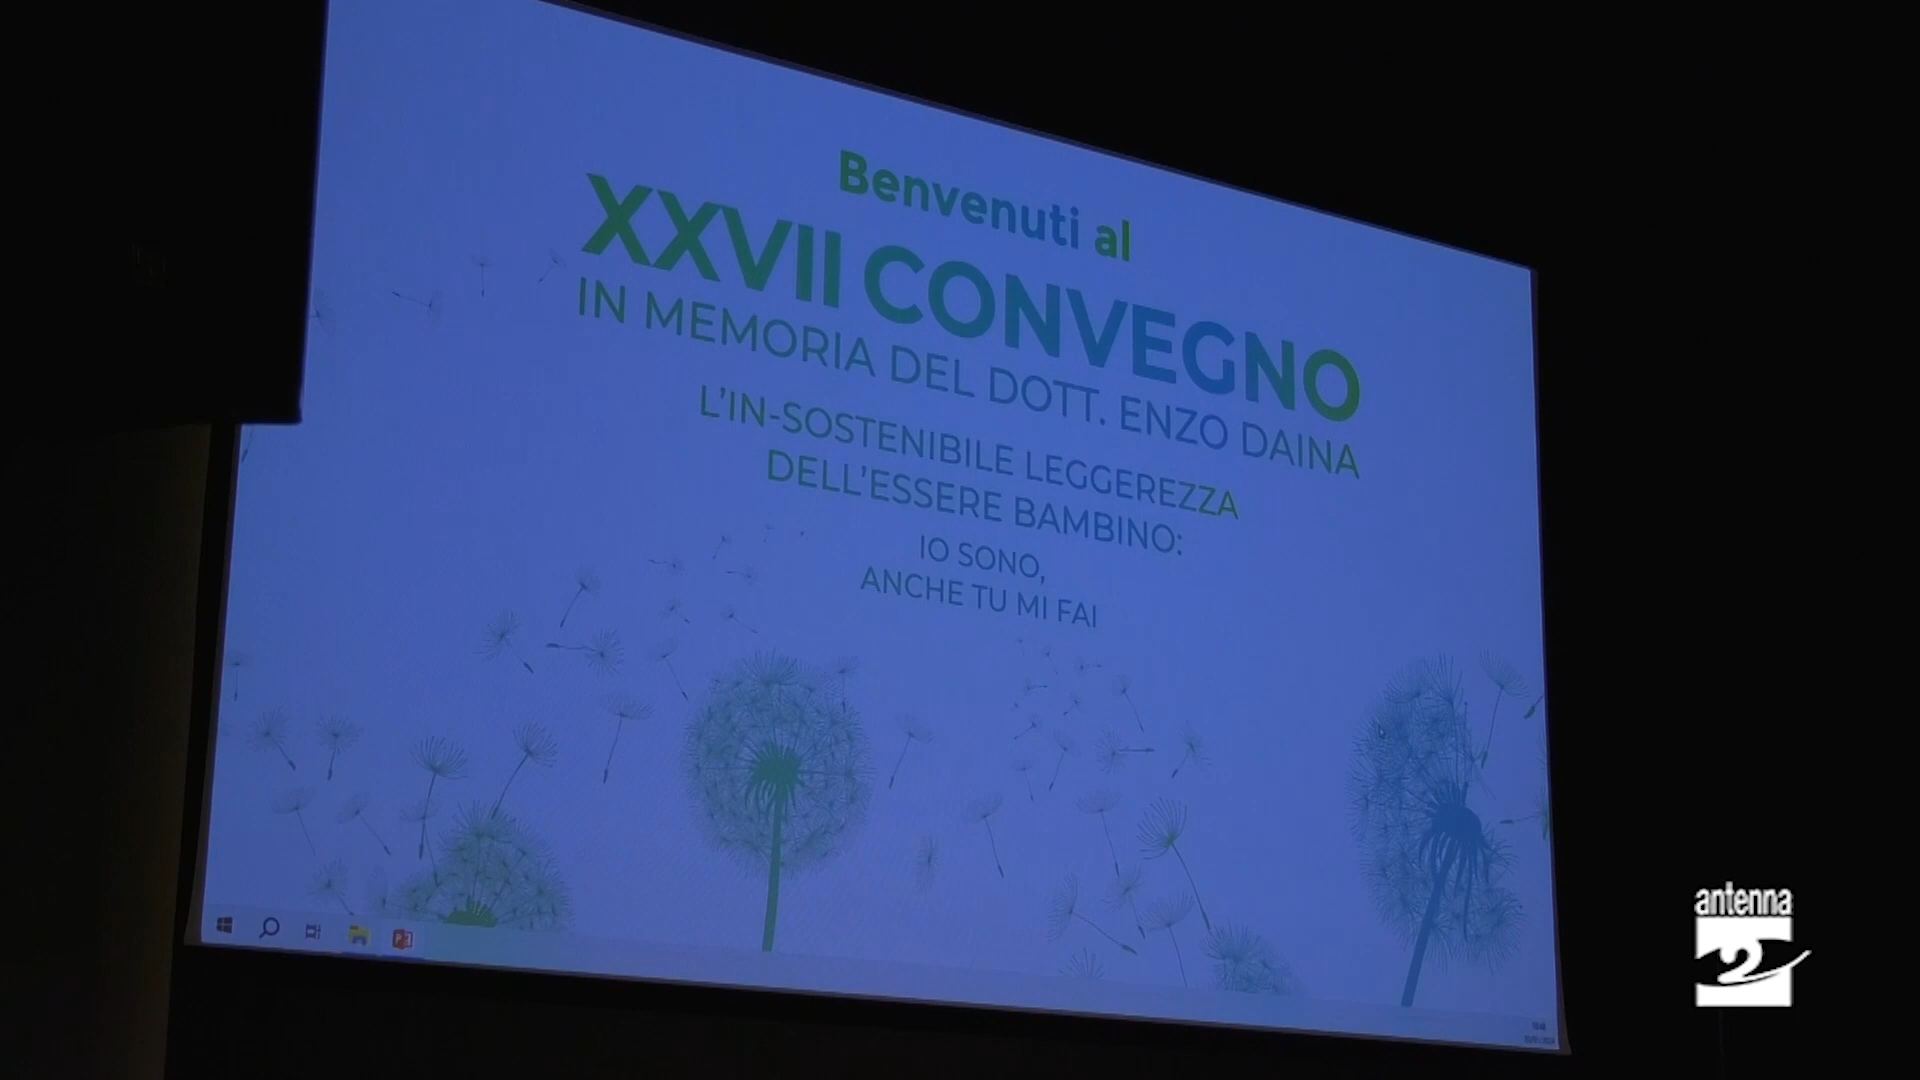 Benvenuti al
XXVII CONVEGNO
IN MEMORIA DEL DOTT. ENZO DAINA
L'IN-SOSTENIBILE LEGGEREZZA
DELL'ESSERE BAMBINO:
IO SONO,
ANCHE TU MI FAI
antenna
2